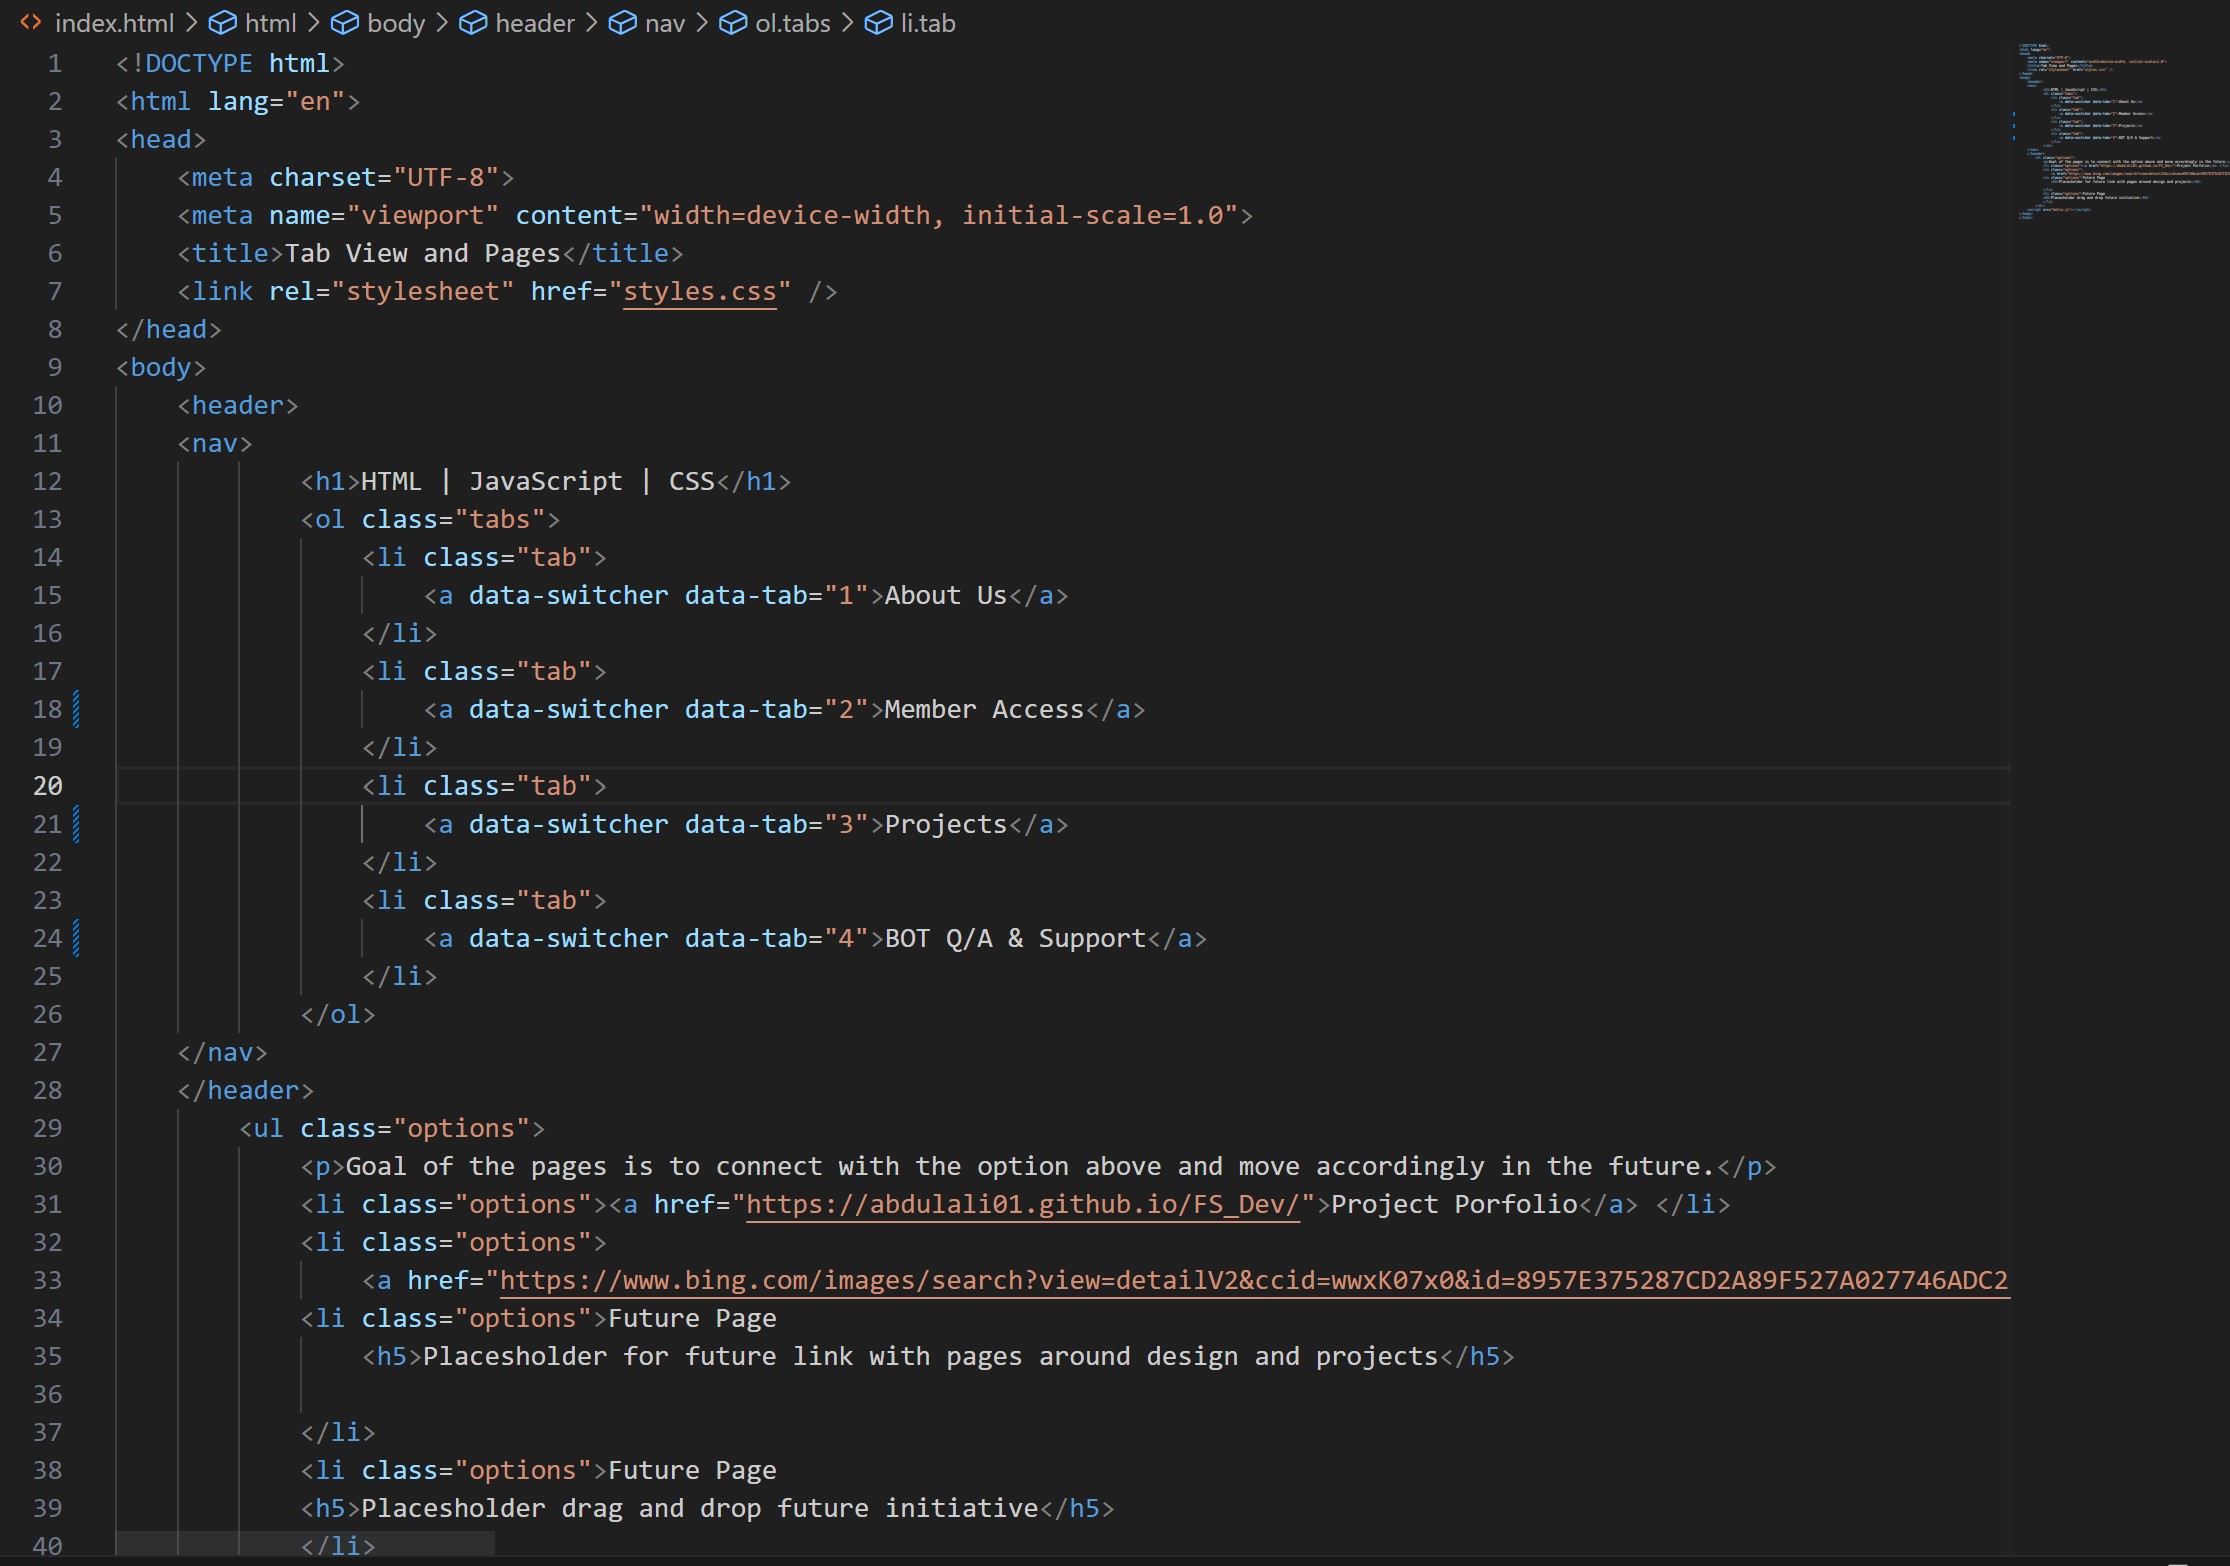 index.html > html > body > header > nav > ol.tabs > li.tab
1 <!DOCTYPE html>
2 <html lang="en">
3 <head>
4 <meta charset="UTF-8">
5 <meta name="viewport" content="width=device-width, initial-scale=1.0">
6 <title>Tab View and Pages</title>
7 <link rel="stylesheet" href="styles.css" />
8 </head>
9 <body>
10 <header>
11 <nav>
12 <h1>HTML | JavaScript | CSS</h1>
13 <ol class="tabs">
14 <li class="tab">
15 <a data-switcher data-tab="1">About Us</a>
16 </li>
17 <li class="tab">
18 <a data-switcher data-tab="2">Member Access</a>
19 </li>
20 <li class="tab">
21 <a data-switcher data-tab="3">Projects</a>
22 </li>
23 <li class="tab">
24 <a data-switcher data-tab="4">BOT Q/A & Support</a>
25 </li>
26 </ol>
27 </nav>
28 </header>
29 <ul class="options">
30 <p>Goal of the pages is to connect with the option above and move accordingly in the future.</p>
31 <li class="options"><a href="https://abdulali01.github.io/FS_Dev/">Project Porfolio</a> </li>
32 <li class="options">
33 <a href="https://www.bing.com/images/search?view=detailV2&ccid=wwxK07x0&id=8957E375287CD2A89F527A027746ADC2
34 <li class="options">Future Page
35 <h5>Placesholder for future link with pages around design and projects</h5>
36
37 </li>
38 <li class="options">Future Page
39 <h5>Placesholder drag and drop future initiative</h5>
40 </li>